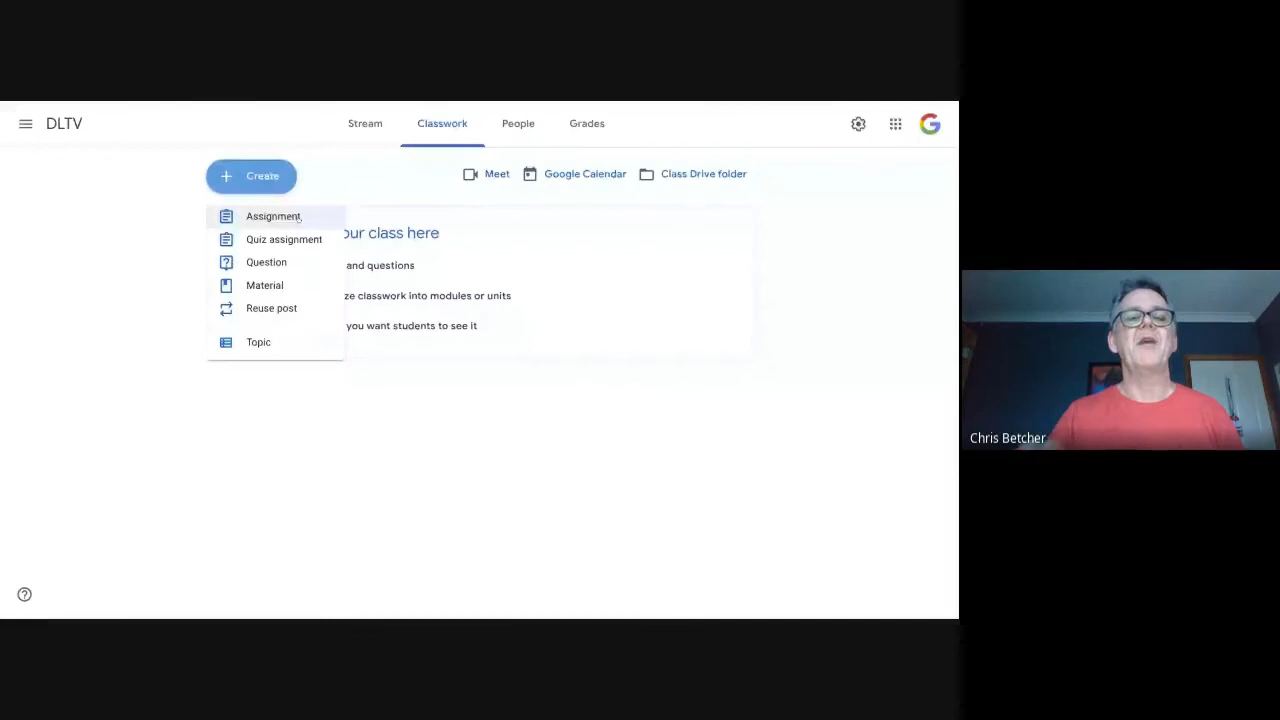 DLTV
Stream
Classwork
People
Grades
Create
Meet
Google Calendar
Class Drive folder
Assignment
Quiz assignment
Question
Material
Reuse post
Topic
our class here
and questions
ze classwork into modules or units
you want students to see it
Chris Betcher